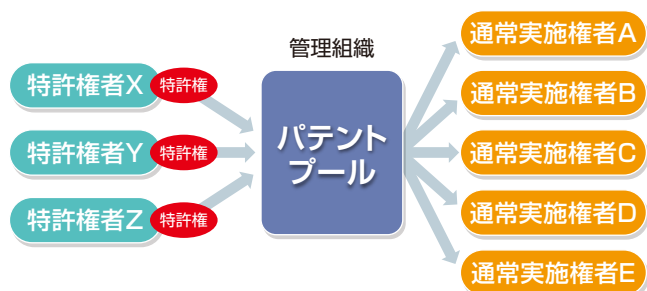 管理組織
特許権者X
特許権
特許権者Y
特許権
特許権者Z
特許権
パテント
プール
通常実施権者A
通常実施権者B
通常実施権者C
通常実施権者D
通常実施権者E